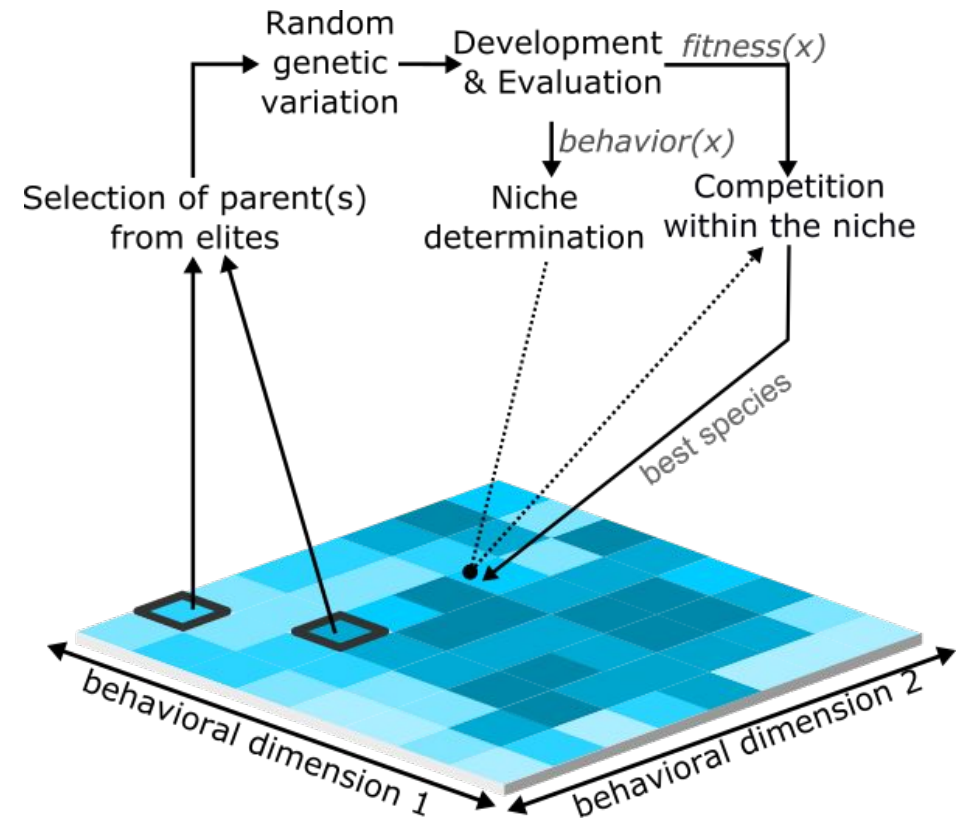 Random
genetic
variation
Development
& Evaluation
fitness(x)
behavior(x)
Selection of parent(s)
from elites
Niche
determination
Competition
within the niche
best species
behavioral dimension 1
behavioral dimension 2